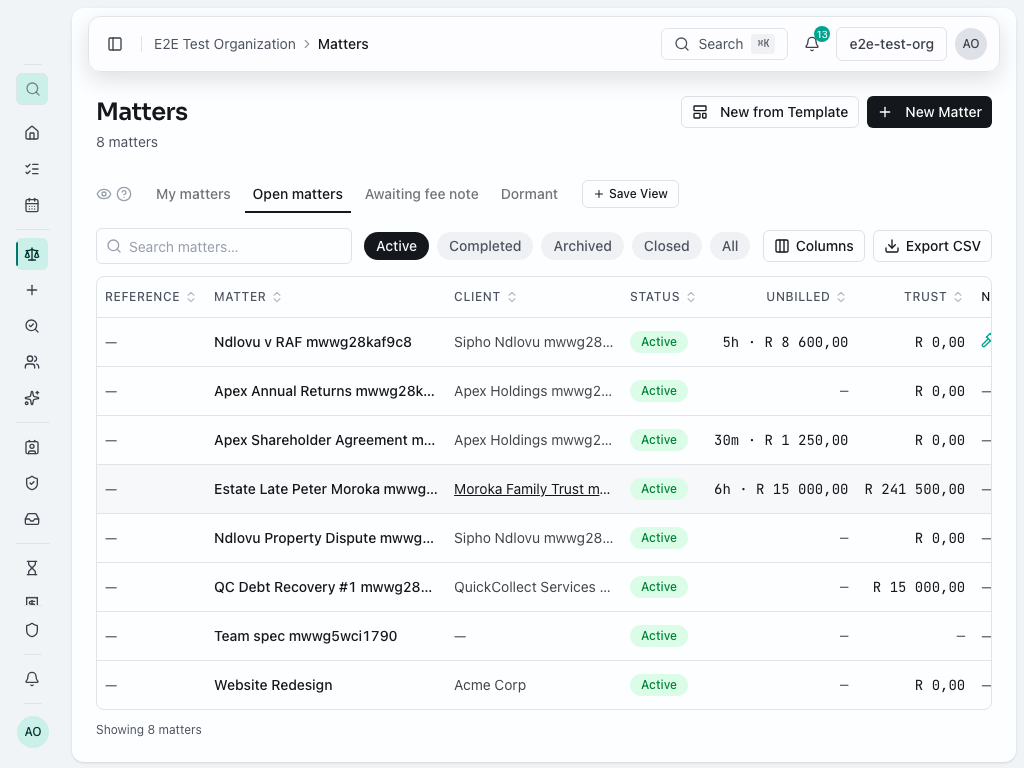 E2E Test Organization > Matters
Search ⌘K
13
e2e-test-org
AO
Matters
8 matters
New from Template
+ New Matter
My matters
Open matters
Awaiting fee note
Dormant
+ Save View
Search matters...
Active
Completed
Archived
Closed
All
Columns
Export CSV
REFERENCE MATTER CLIENT STATUS UNBILLED TRUST N
— Ndlovu v RAF mwwg28kaf9c8 Sipho Ndlovu mwwg28... Active 5h · R 8 600,00 R 0,00
— Apex Annual Returns mwwg28k... Apex Holdings mwwg2... Active — R 0,00 —
— Apex Shareholder Agreement m... Apex Holdings mwwg2... Active 30m · R 1 250,00 R 0,00 —
— Estate Late Peter Moroka mwwg... Moroka Family Trust m... Active 6h · R 15 000,00 R 241 500,00 —
— Ndlovu Property Dispute mwwg... Sipho Ndlovu mwwg28... Active — R 0,00 —
— QC Debt Recovery #1 mwwg28... QuickCollect Services ... Active — R 15 000,00 —
— Team spec mwwg5wci1790 — Active — — —
— Website Redesign Acme Corp Active — R 0,00 —
Showing 8 matters
AO